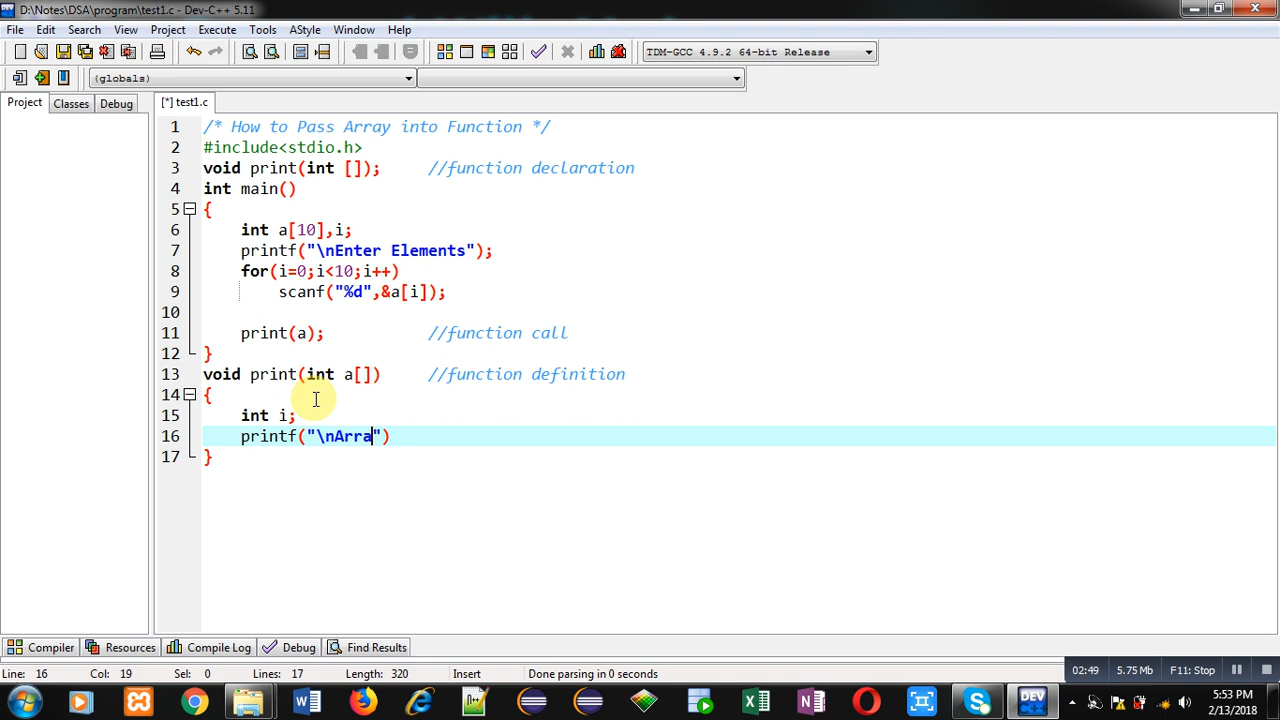 D:\Notes\DSA\program\test1.c - Dev-C++ 5.11
File Edit Search View Project Execute Tools AStyle Window Help
TDM-GCC 4.9.2 64-bit Release
(globals)
Project Classes Debug
[*] test1.c
1 /* How to Pass Array into Function */
2 #include<stdio.h>
3 void print(int []); //function declaration
4 int main()
5 {
6 int a[10],i;
7 printf("\nEnter Elements");
8 for(i=0;i<10;i++)
9 scanf("%d",&a[i]);
10
11 print(a); //function call
12 }
13 void print(int a[]) //function definition
14 {
15 int i;
16 printf("\nArra")
17 }
Compiler Resources Compile Log Debug Find Results
Line: 16 Col: 19 Sel: 0 Lines: 17 Length: 320 Insert Done parsing in 0 seconds
02:49 5.75 Mb F11: Stop
DEV
5:53 PM
2/13/2018